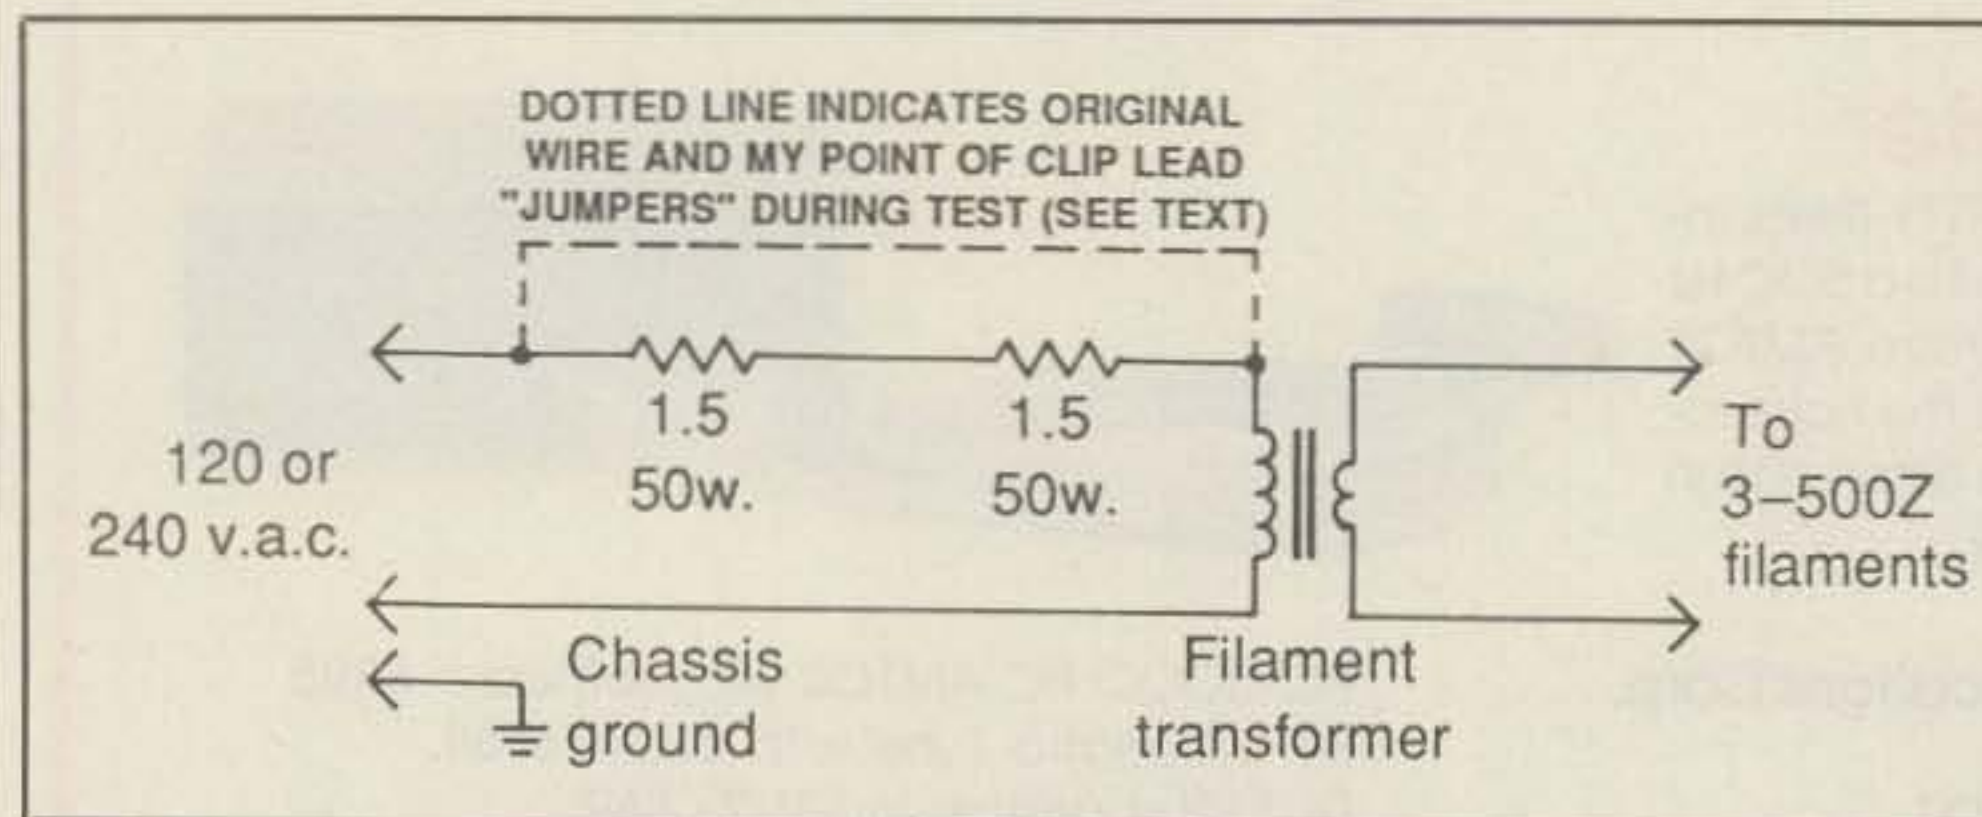 DOTTED LINE INDICATES ORIGINAL
WIRE AND MY POINT OF CLIP LEAD
"JUMPERS" DURING TEST (SEE TEXT)
1.5
50w.
1.5
50w.
120 or
240 v.a.c.
To
3–500Z
filaments
Chassis
ground
Filament
transformer